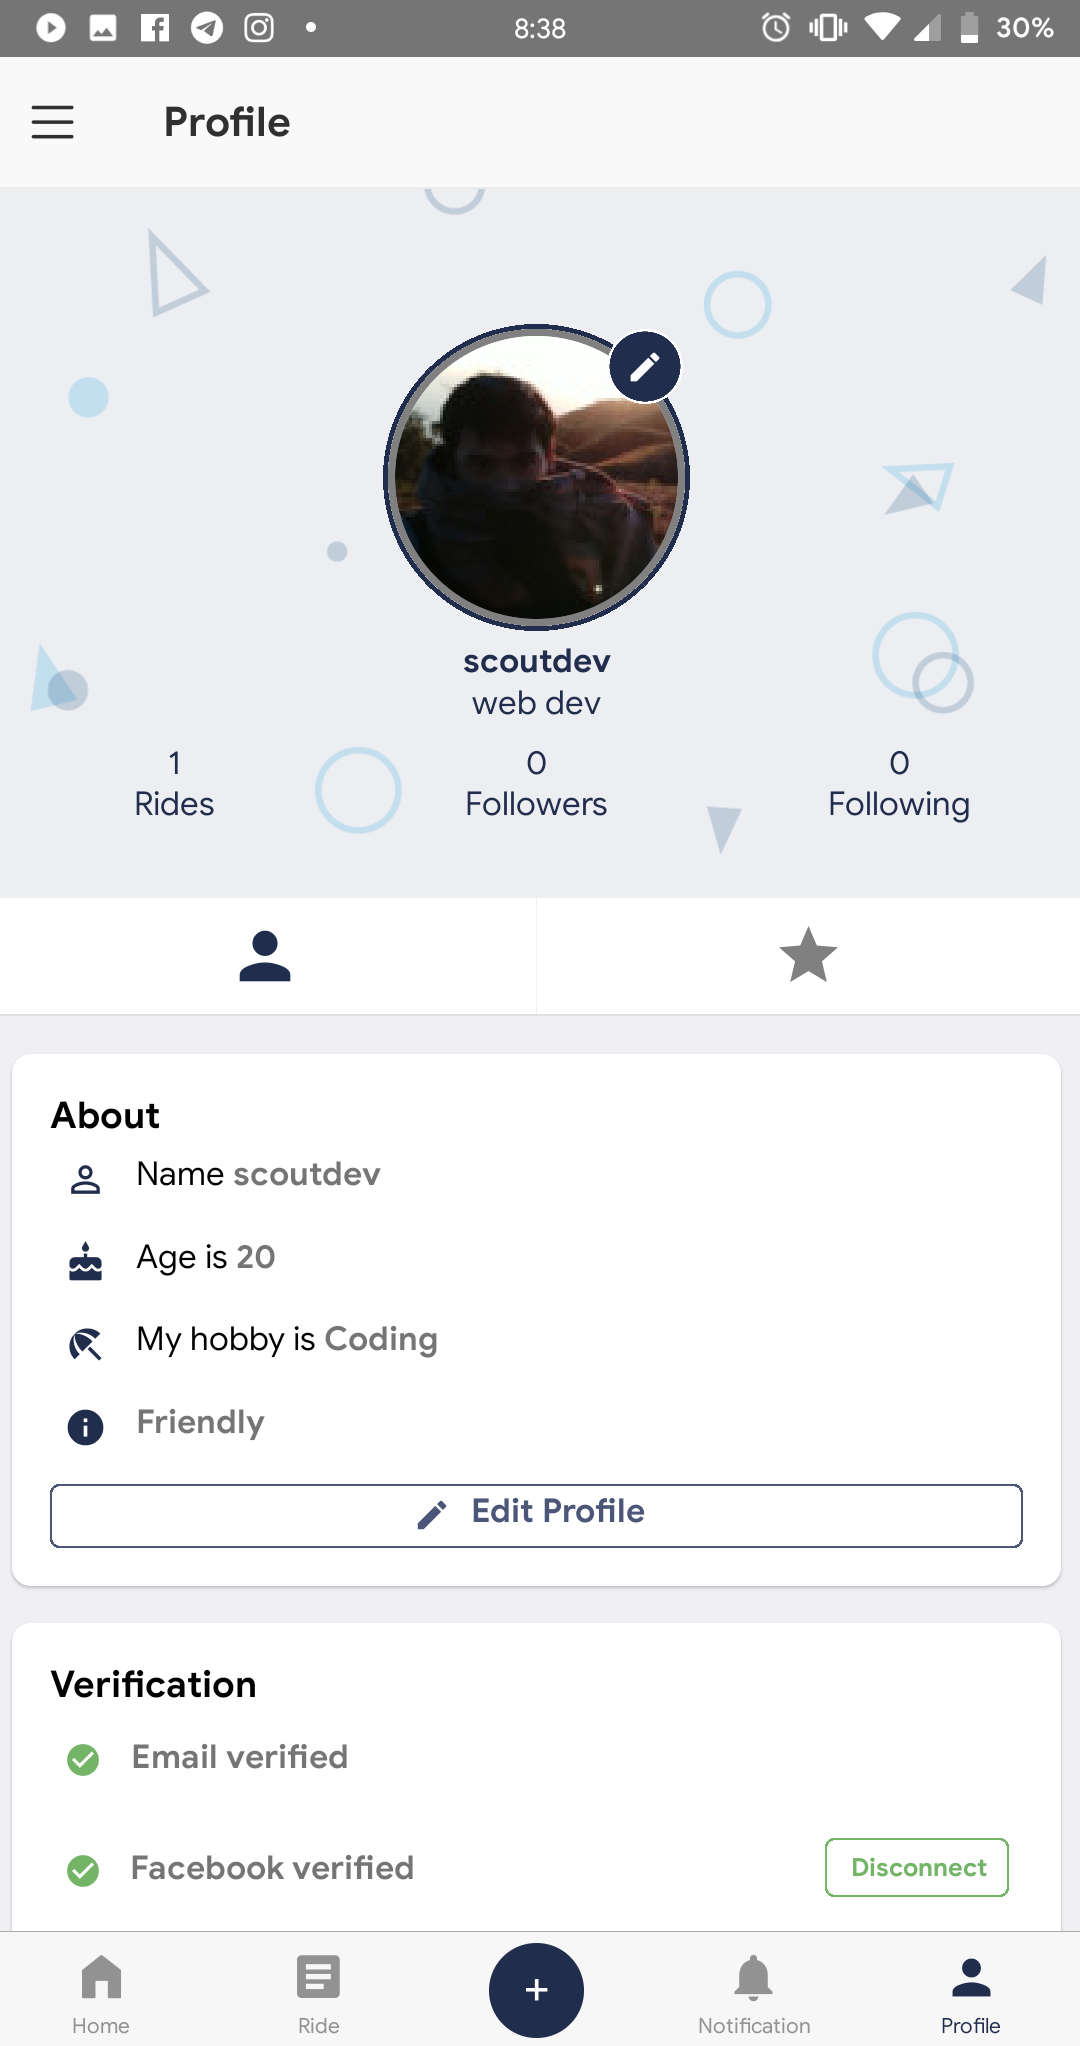 8:38
30%
Profile
scoutdev
web dev
1
Rides
0
Followers
0
Following
About
Name scoutdev
Age is 20
My hobby is Coding
Friendly
Edit Profile
Verification
Email verified
Facebook verified
Disconnect
Home
Ride
Notification
Profile